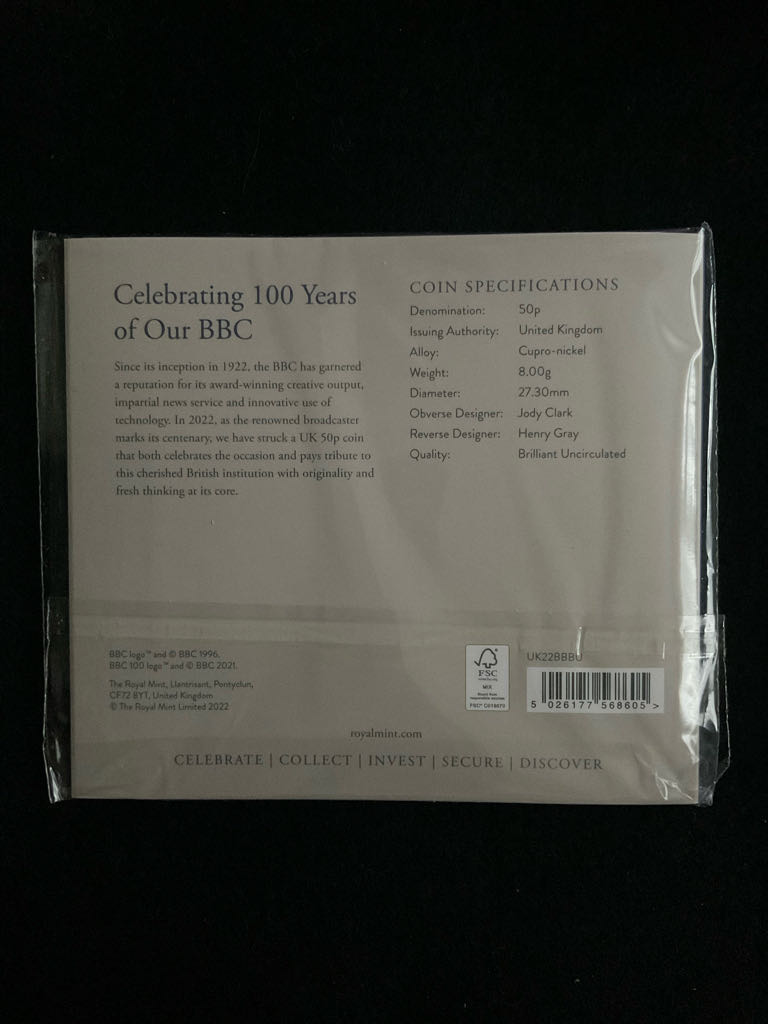 Celebrating 100 Years
of Our BBC
Since its inception in 1922, the BBC has garnered
a reputation for its award-winning creative output,
impartial news service and innovative use of
technology. In 2022, as the renowned broadcaster
marks its centenary, we have struck a UK 50p coin
that both celebrates the occasion and pays tribute to
this cherished British institution with originality and
fresh thinking at its core.
COIN SPECIFICATIONS
Denomination: 50p
Issuing Authority: United Kingdom
Alloy: Cupro-nickel
Weight: 8.00g
Diameter: 27.30mm
Obverse Designer: Jody Clark
Reverse Designer: Henry Gray
Quality: Brilliant Uncirculated
BBC logo™ and © BBC 1996.
BBC 100 logo™ and © BBC 2021.
The Royal Mint, Llantrisant, Pontyclun,
CF72 8YT, United Kingdom
© The Royal Mint Limited 2022
FSC
MIX
UK22BBBU
5 026177 568605 >
royalmint.com
CELEBRATE | COLLECT | INVEST | SECURE | DISCOVER